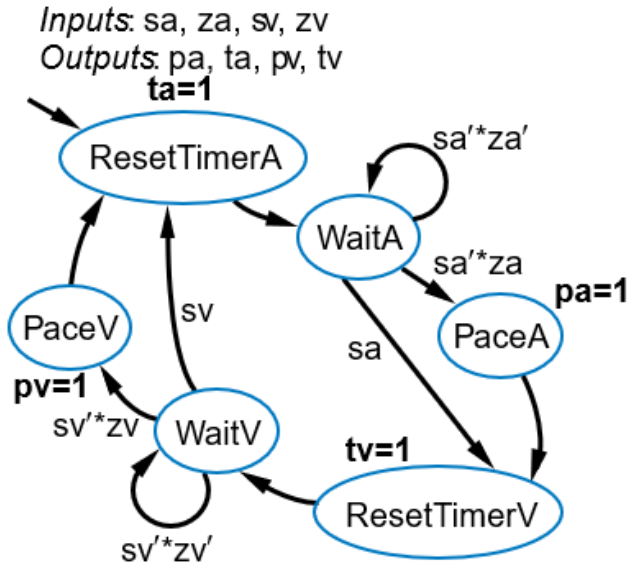 Inputs: sa, za, sv, zv
Outputs: pa, ta, pv, tv
ta=1
ResetTimerA
sa′*za′
WaitA
sa′*za
pa=1
PaceV
sv
PaceA
sa
pv=1
sv′*zv
WaitV
tv=1
ResetTimerV
sv′*zv′